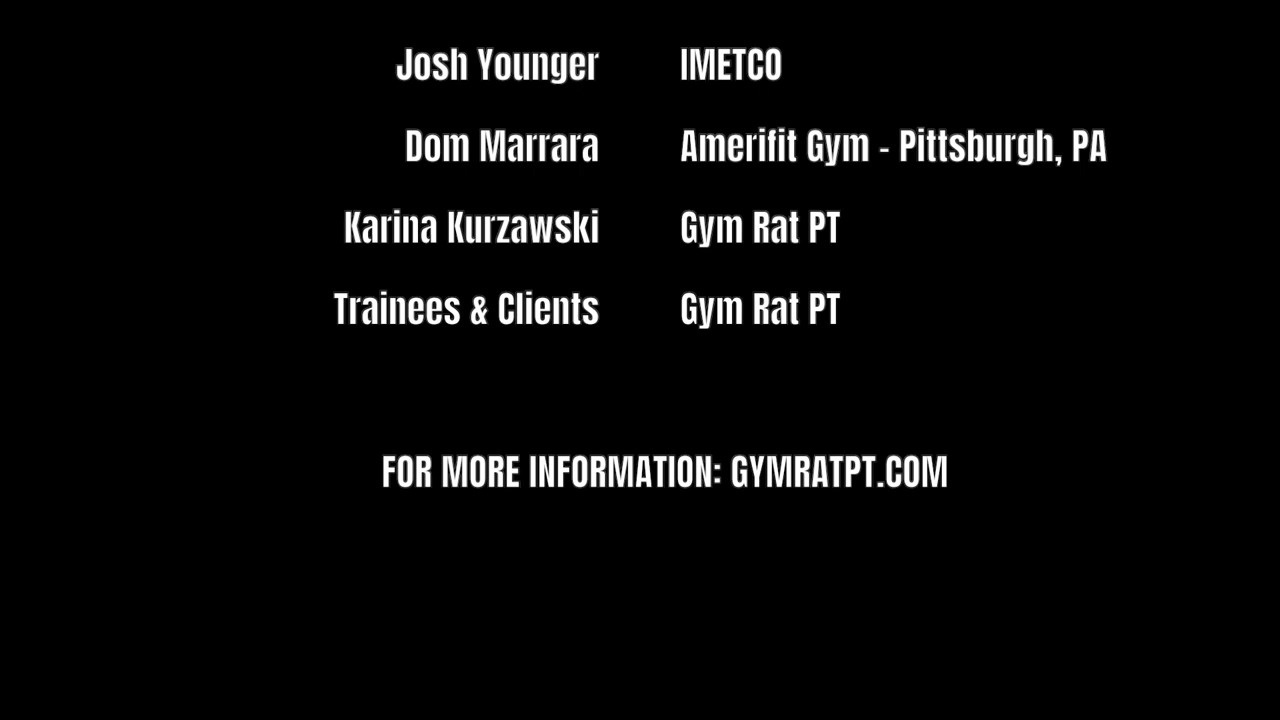 Josh Younger IMETCO
Dom Marrara Amerifit Gym - Pittsburgh, PA
Karina Kurzawski Gym Rat PT
Trainees & Clients Gym Rat PT
FOR MORE INFORMATION: GYMRATPT.COM